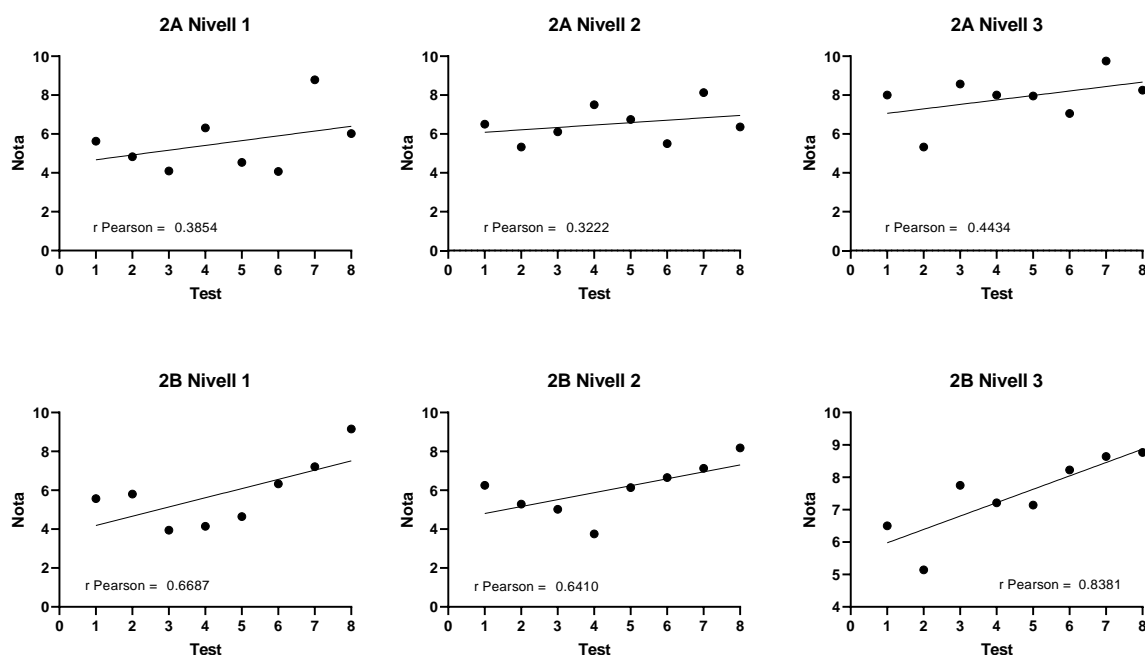 2A Nivell 1
2A Nivell 2
2A Nivell 3
10
8
6
4
2
0
Nota
r Pearson = 0.3854
0 1 2 3 4 5 6 7 8
Test
10
8
6
4
2
0
Nota
r Pearson = 0.3222
0 1 2 3 4 5 6 7 8
Test
10
8
6
4
2
0
Nota
r Pearson = 0.4434
0 1 2 3 4 5 6 7 8
Test
2B Nivell 1
2B Nivell 2
2B Nivell 3
10
8
6
4
2
0
Nota
r Pearson = 0.6687
0 1 2 3 4 5 6 7 8
Test
10
8
6
4
2
0
Nota
r Pearson = 0.6410
0 1 2 3 4 5 6 7 8
Test
10
9
8
7
6
5
4
Nota
r Pearson = 0.8381
0 1 2 3 4 5 6 7 8
Test